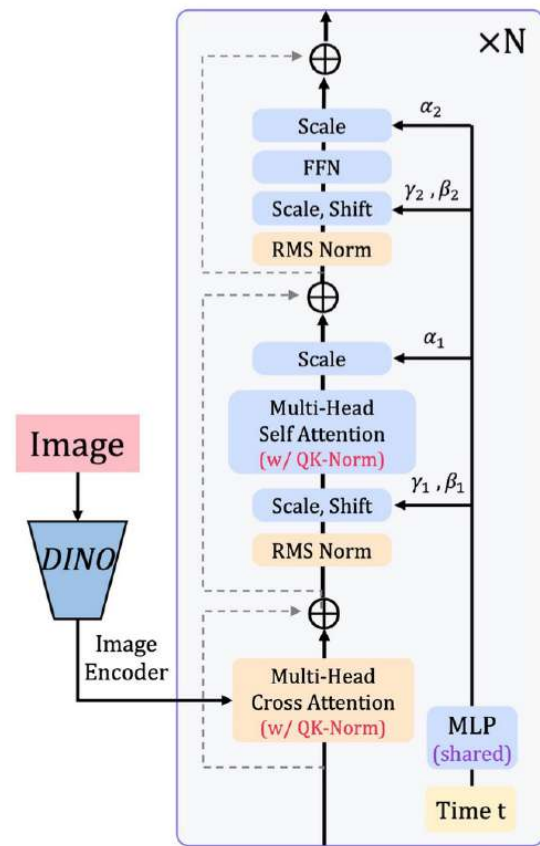 ×N
Scale
α₂
FFN
Scale, Shift
γ₂ , β₂
RMS Norm
Scale
α₁
Multi-Head
Self Attention
(w/ QK-Norm)
Scale, Shift
γ₁ , β₁
RMS Norm
Image
DINO
Image
Encoder
Multi-Head
Cross Attention
(w/ QK-Norm)
MLP
(shared)
Time t